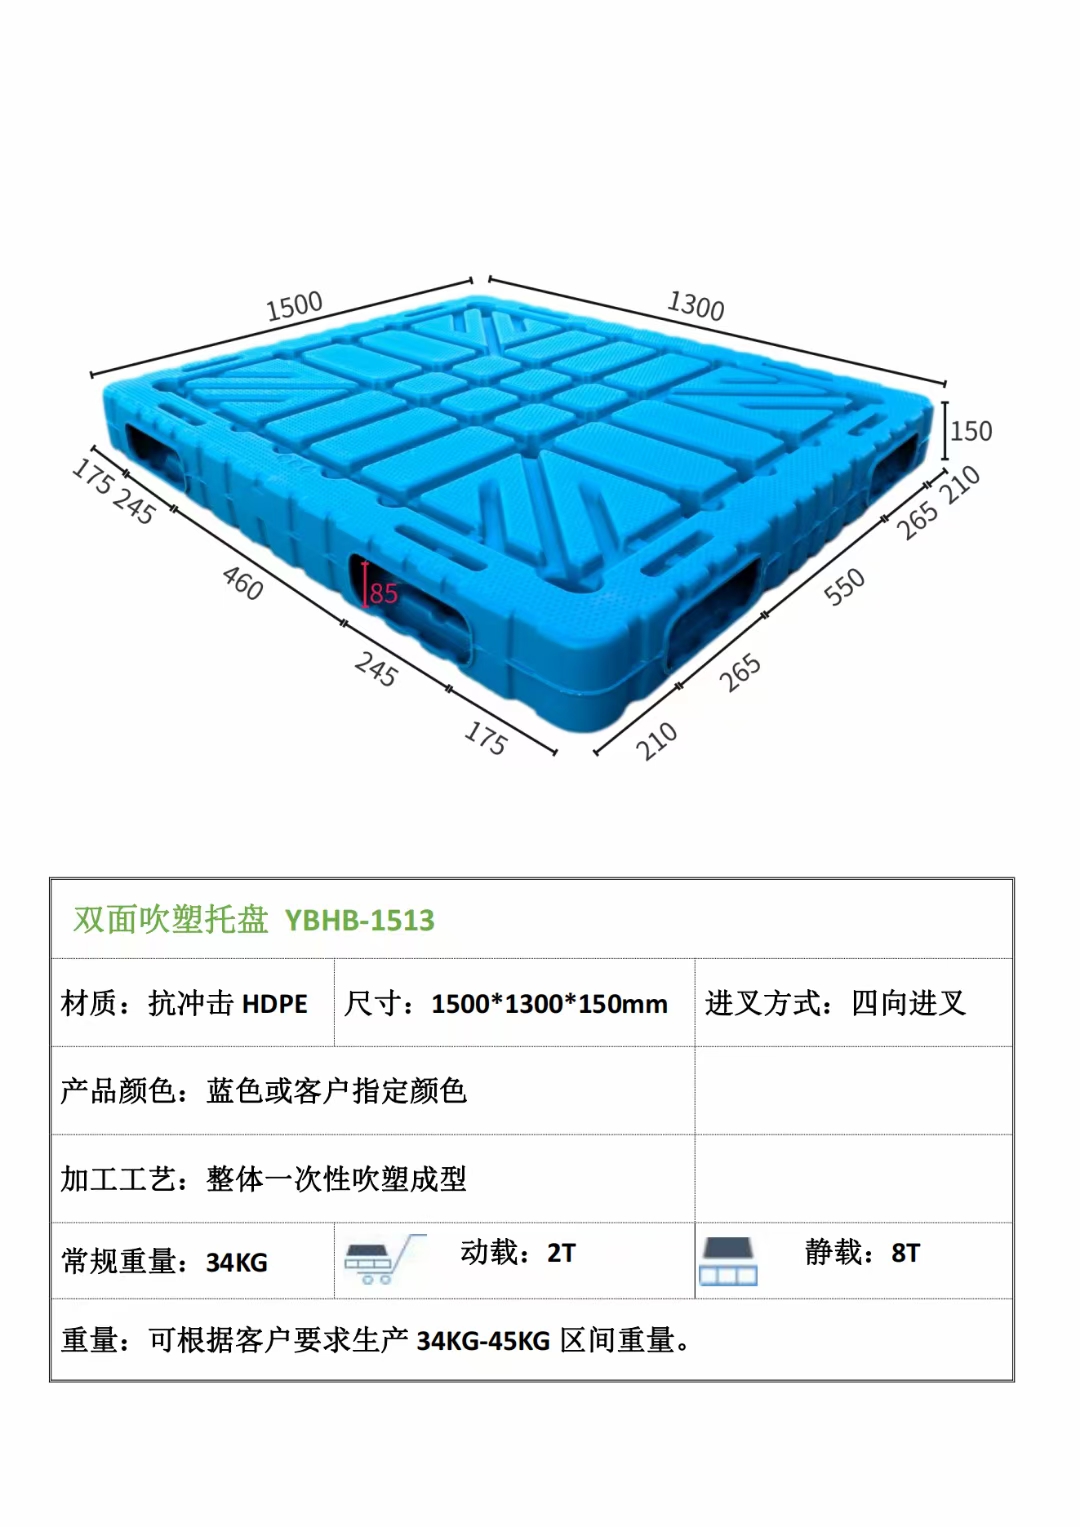 1500
1300
150
175
245
460
245
175
85
210
265
550
265
210
双面吹塑托盘 YBHB-1513
材质：抗冲击 HDPE
尺寸：1500*1300*150mm
进叉方式：四向进叉
产品颜色：蓝色或客户指定颜色
加工工艺：整体一次性吹塑成型
常规重量：34KG
动载：2T
静载：8T
重量：可根据客户要求生产 34KG-45KG 区间重量。